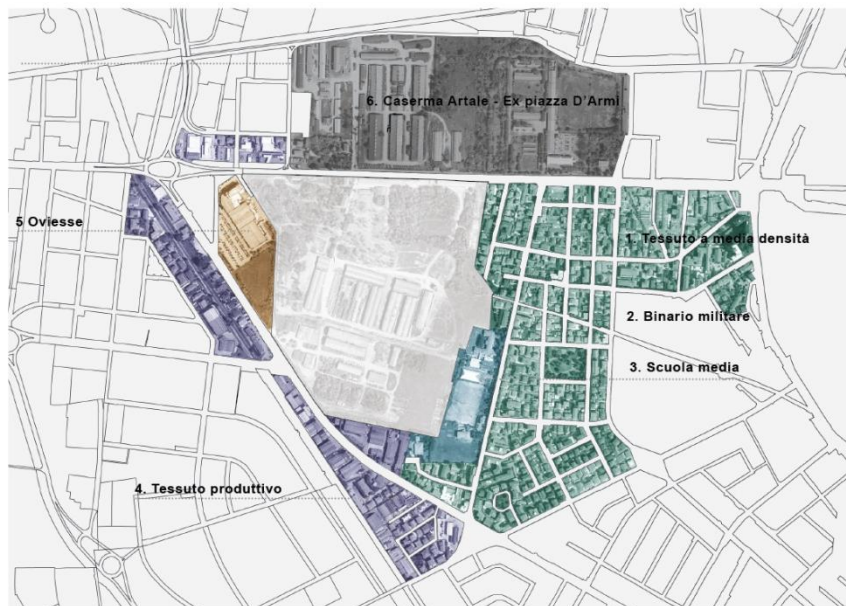 6. Caserma Artale - Ex piazza D'Armi
5 Oviesse
1. Tessuto a media densità
2. Binario militare
3. Scuola media
4. Tessuto produttivo